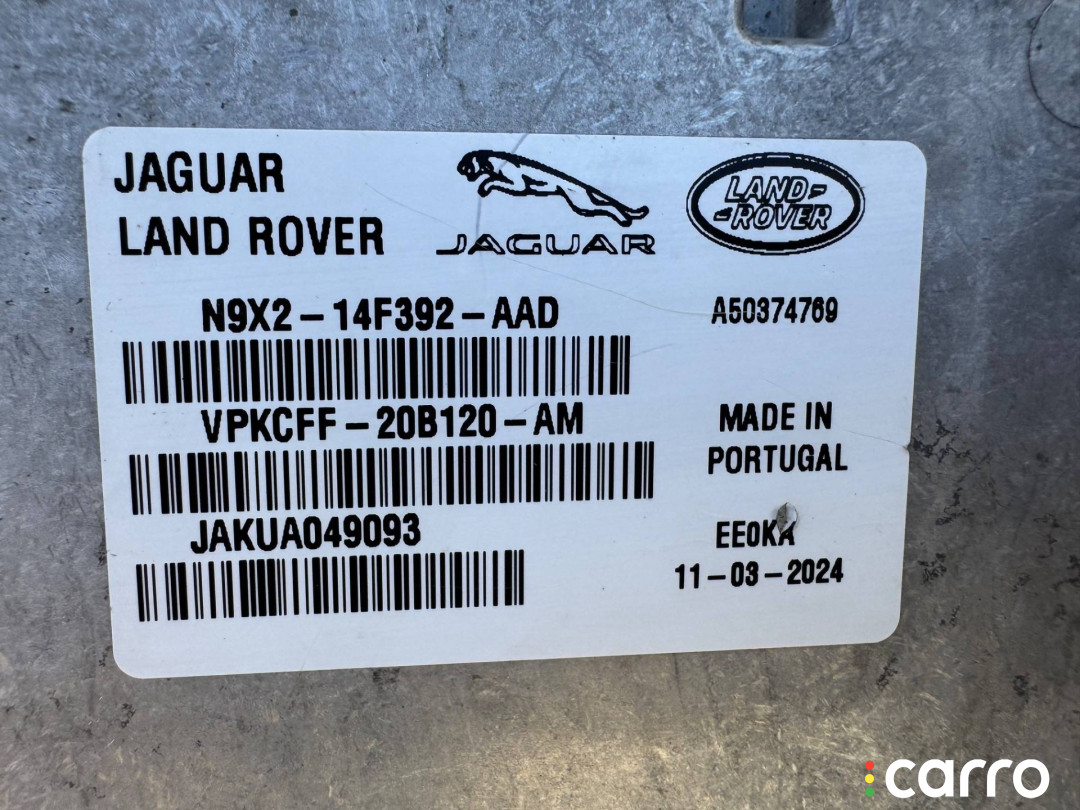 JAGUAR
LAND ROVER
JAGUAR
LAND-
-ROVER
N9X2-14F392-AAD
A50374769
VPKCFF-20B120-AM
MADE IN
PORTUGAL
JAKUA049093
EE0KA
11-03-2024
carro